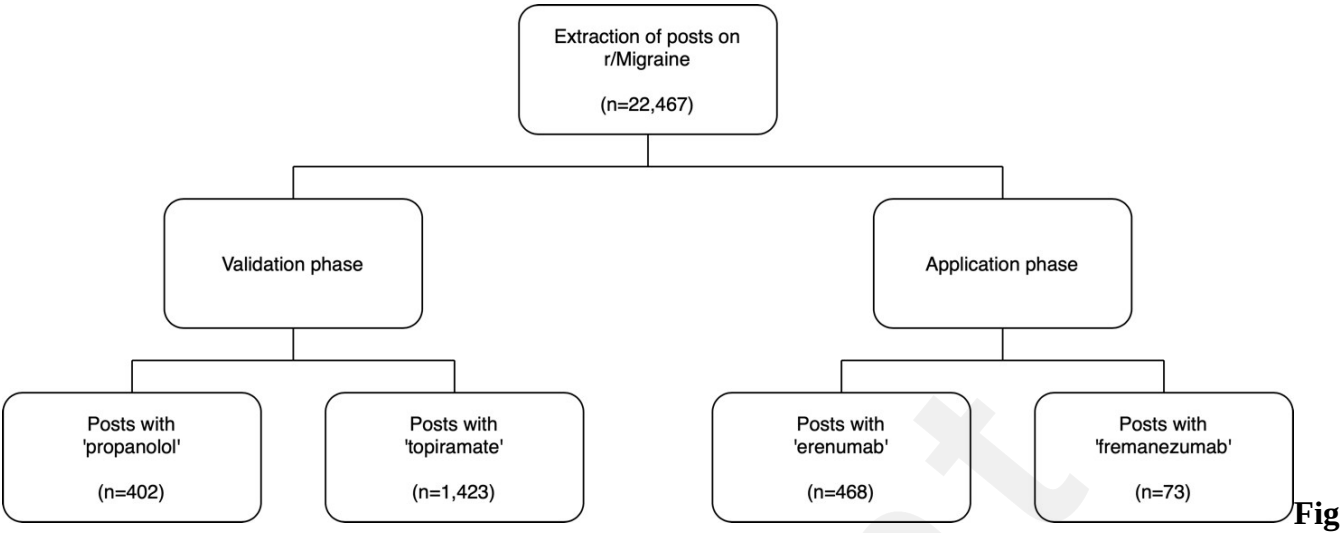 Extraction of posts on
r/Migraine
(n=22,467)
Validation phase
Application phase
Posts with
'propanolol'
(n=402)
Posts with
'topiramate'
(n=1,423)
Posts with
'erenumab'
(n=468)
Posts with
'fremanezumab'
(n=73)
Fig